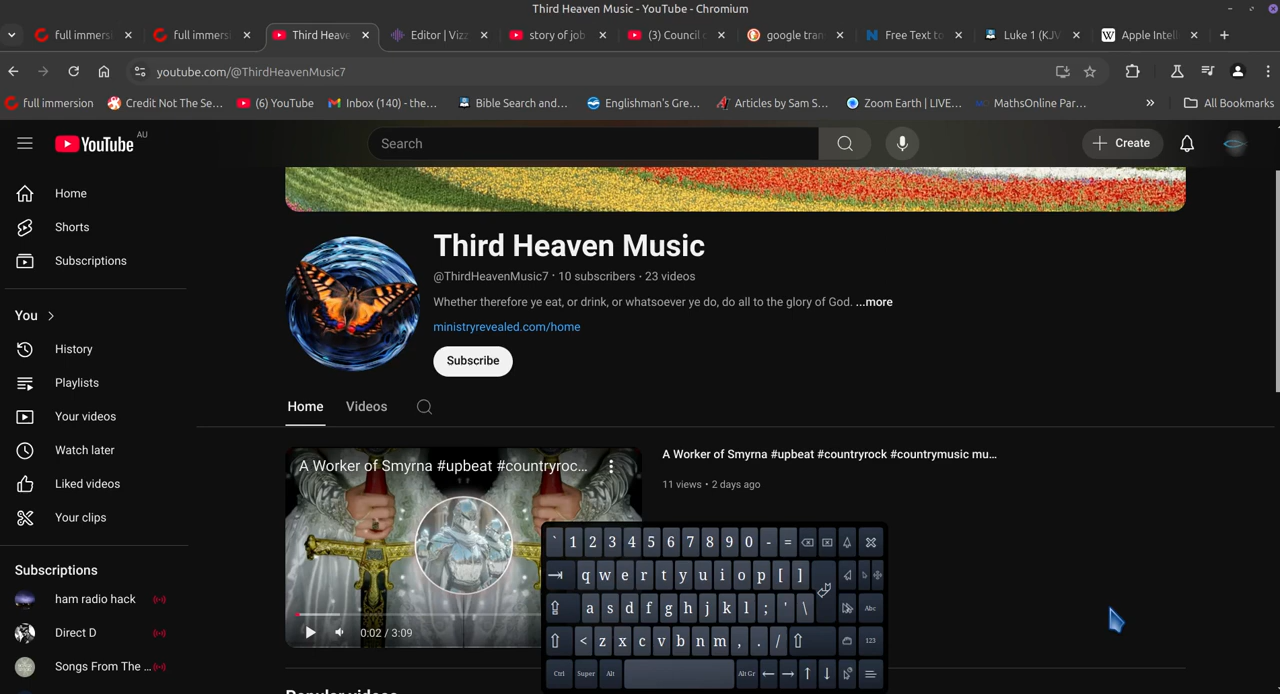 Third Heaven Music - YouTube - Chromium
full immers
full immers
Third Heave
Editor | Vizz
story of job
(3) Council c
google tran
Free Text to
Luke 1 (KJV
Apple Intell
youtube.com/@ThirdHeavenMusic7
full immersion
Credit Not The Se...
(6) YouTube
Inbox (140) - the...
Bible Search and...
Englishman's Gre...
Articles by Sam S...
Zoom Earth | LIVE...
MathsOnline Par...
All Bookmarks
YouTube AU
Search
Create
Home
Shorts
Subscriptions
You
History
Playlists
Your videos
Watch later
Liked videos
Your clips
Subscriptions
ham radio hack
Direct D
Songs From The ...
Third Heaven Music
@ThirdHeavenMusic7 · 10 subscribers · 23 videos
Whether therefore ye eat, or drink, or whatsoever ye do, do all to the glory of God. ...more
ministryrevealed.com/home
Subscribe
Home Videos
A Worker of Smyrna #upbeat #countryroc...
0:02 / 3:09
A Worker of Smyrna #upbeat #countryrock #countrymusic mu...
11 views • 2 days ago
Popular videos
` 1 2 3 4 5 6 7 8 9 0 - =
q w e r t y u i o p [ ]
a s d f g h j k l ; ' \ Abc
< z x c v b n m , . / 123
Ctrl Super Alt Alt Gr